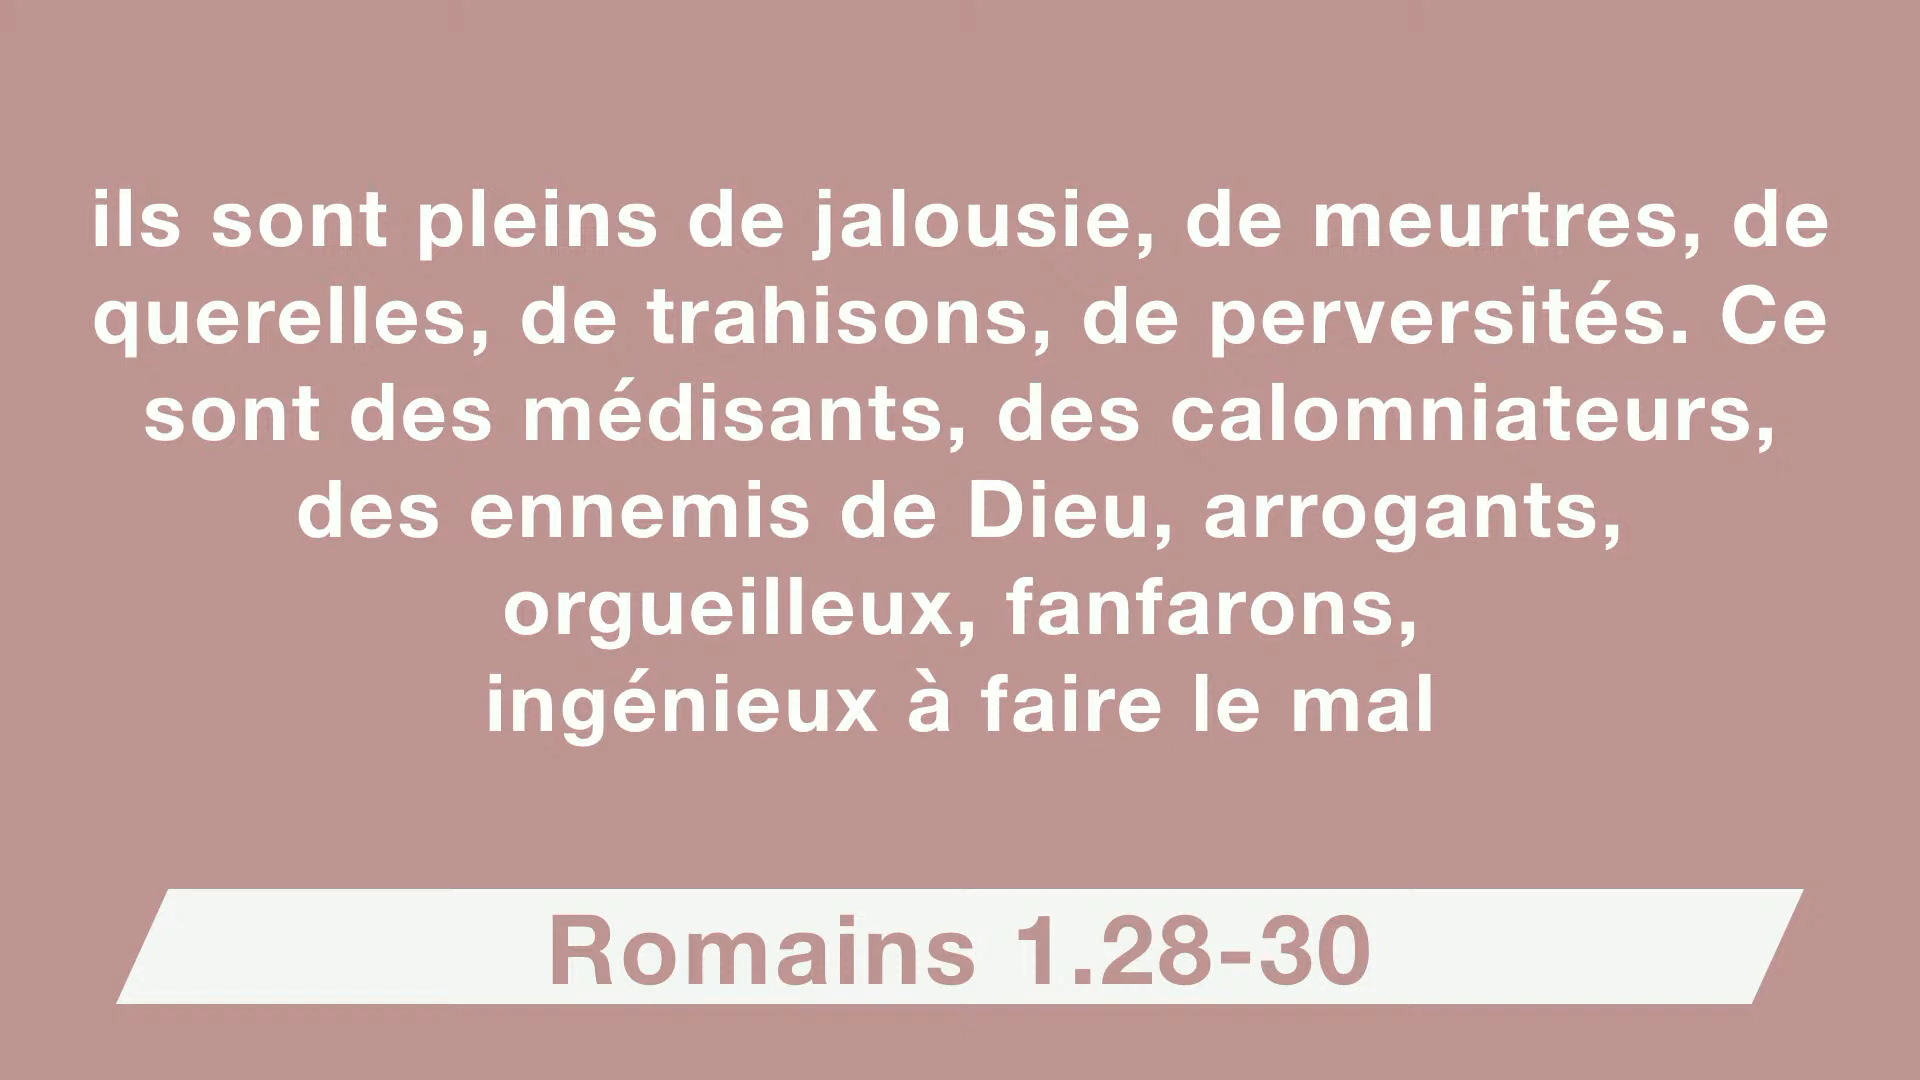 ils sont pleins de jalousie, de meurtres, de
querelles, de trahisons, de perversités. Ce
sont des médisants, des calomniateurs,
des ennemis de Dieu, arrogants,
orgueilleux, fanfarons,
ingénieux à faire le mal
Romains 1.28-30